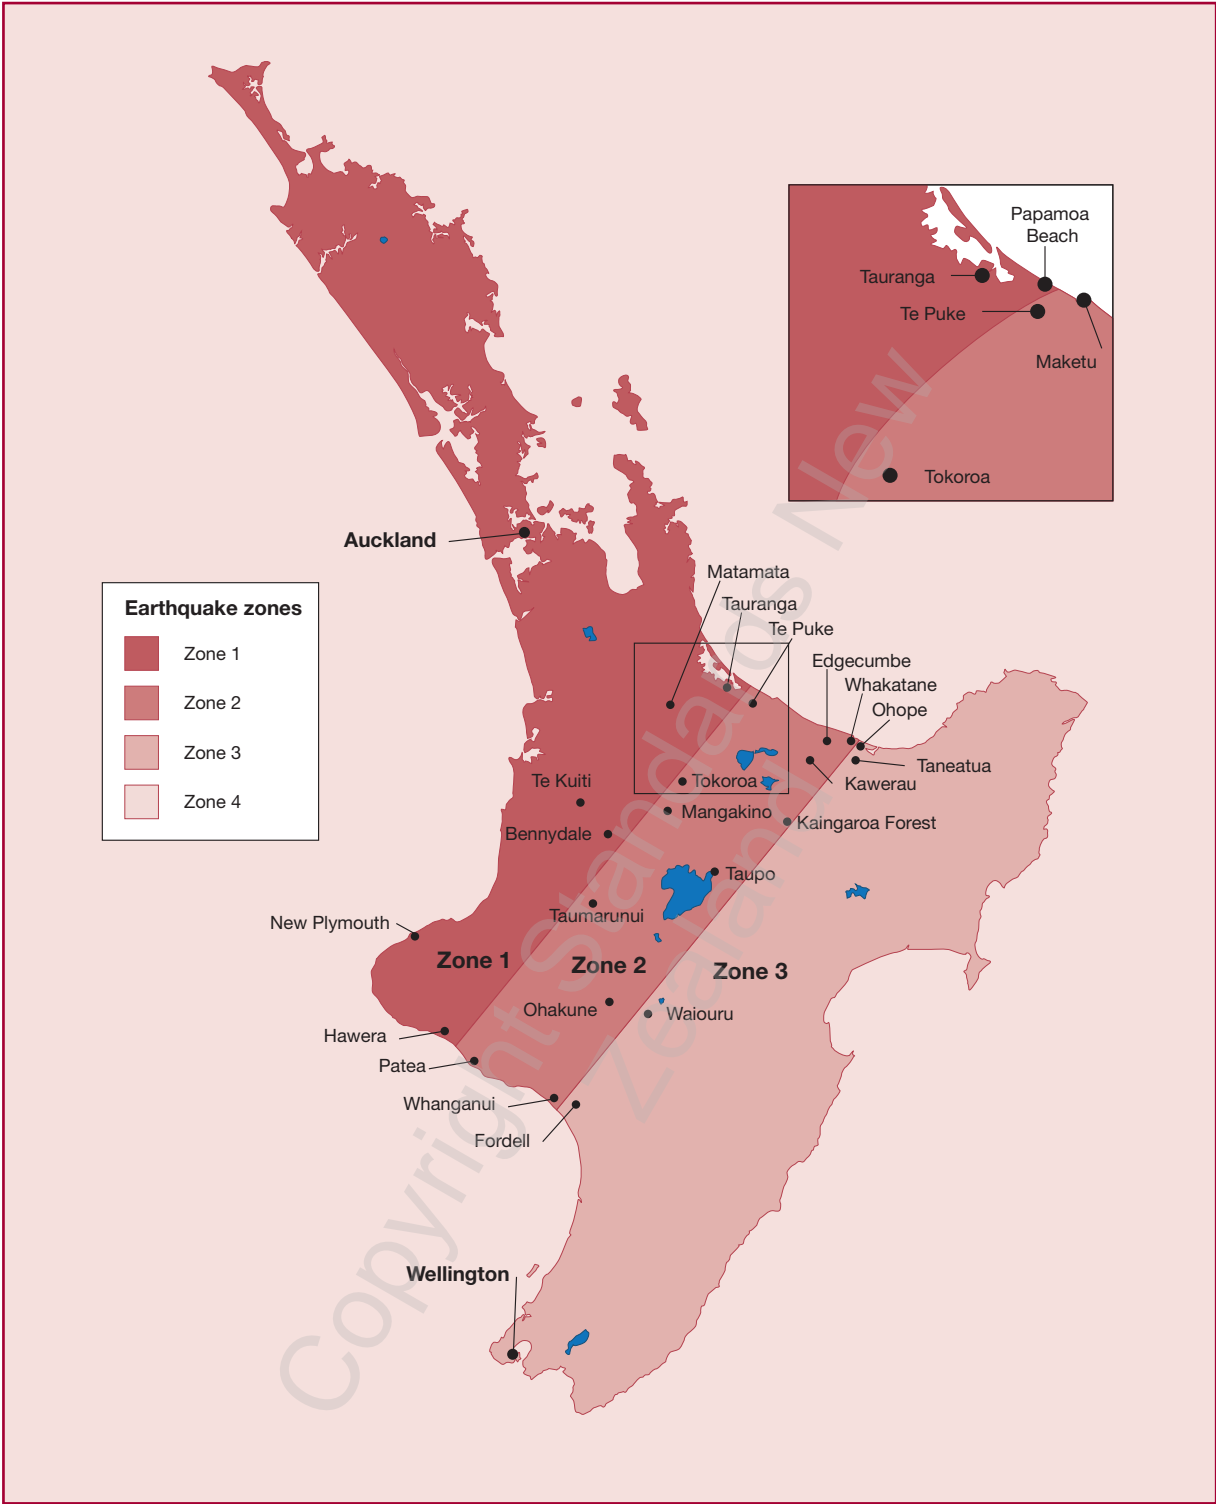 Papamoa
Beach
Tauranga
Te Puke
Maketu
Tokoroa
Auckland
Matamata
Tauranga
Te Puke
Edgecumbe
Whakatane
Ohope
Taneatua
Kawerau
Earthquake zones
Zone 1
Zone 2
Zone 3
Zone 4
Te Kuiti
Tokoroa
Mangakino
Bennydale
Kaingaroa Forest
Taupo
Taumarunui
New Plymouth
Zone 1
Zone 2
Zone 3
Ohakune
Waiouru
Hawera
Patea
Whanganui
Fordell
Wellington
Copyright Standards New
Zealand